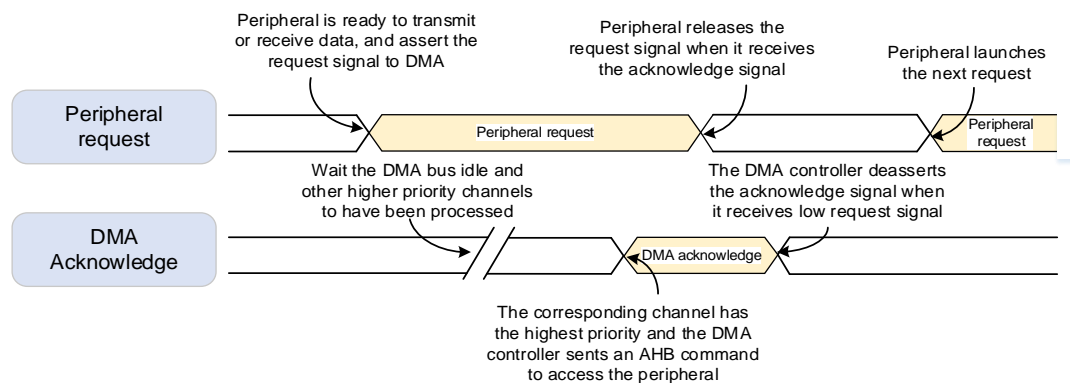 Peripheral is ready to transmit
or receive data, and assert the
request signal to DMA
Peripheral releases the
request signal when it receives
the acknowledge signal
Peripheral launches
the next request
Peripheral
request
Peripheral request
Peripheral
request
Wait the DMA bus idle and
other higher priority channels
to have been processed
The DMA controller deasserts
the acknowledge signal when
it receives low request signal
DMA
Acknowledge
DMA acknowledge
The corresponding channel has
the highest priority and the DMA
controller sents an AHB command
to access the peripheral